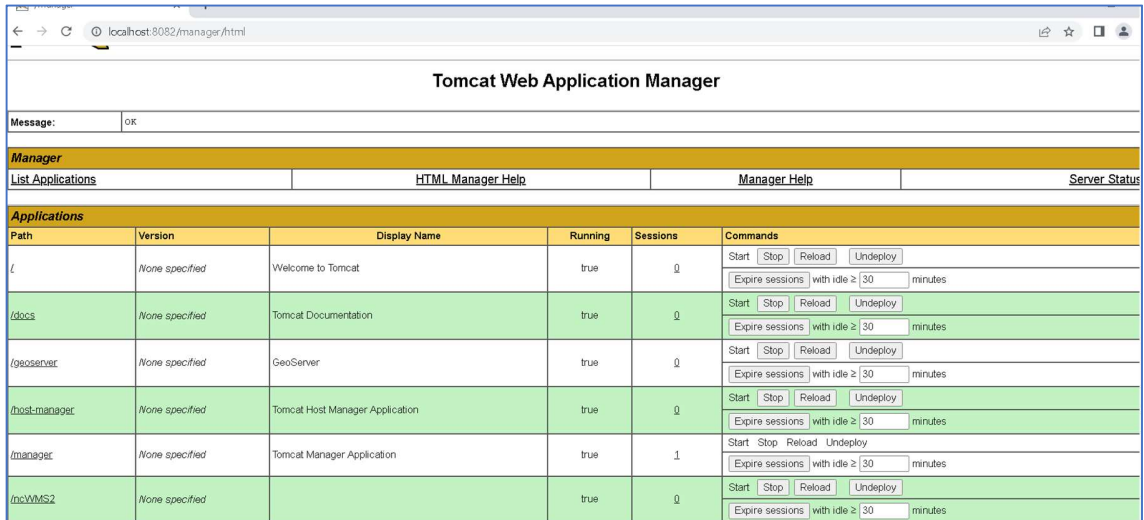 localhost:8082/manager/html
Tomcat Web Application Manager
Message: OK
Manager
List Applications HTML Manager Help Manager Help Server Status
Applications
Path Version Display Name Running Sessions Commands
/ None specified Welcome to Tomcat true 0 Start Stop Reload Undeploy
Expire sessions with idle ≥ 30 minutes
/docs None specified Tomcat Documentation true 0 Start Stop Reload Undeploy
Expire sessions with idle ≥ 30 minutes
/geoserver None specified GeoServer true 0 Start Stop Reload Undeploy
Expire sessions with idle ≥ 30 minutes
/host-manager None specified Tomcat Host Manager Application true 0 Start Stop Reload Undeploy
Expire sessions with idle ≥ 30 minutes
/manager None specified Tomcat Manager Application true 1 Start Stop Reload Undeploy
Expire sessions with idle ≥ 30 minutes
/ncWMS2 None specified true 0 Start Stop Reload Undeploy
Expire sessions with idle ≥ 30 minutes